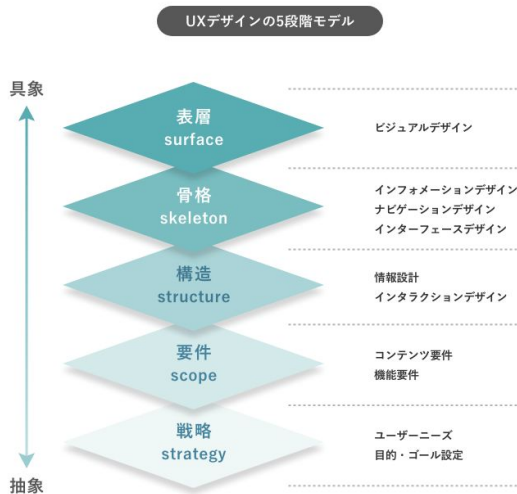 UXデザインの5段階モデル
具象
表層
surface
ビジュアルデザイン
骨格
skeleton
インフォメーションデザイン
ナビゲーションデザイン
インターフェースデザイン
構造
structure
情報設計
インタラクションデザイン
要件
scope
コンテンツ要件
機能要件
戦略
strategy
ユーザーニーズ
目的・ゴール設定
抽象